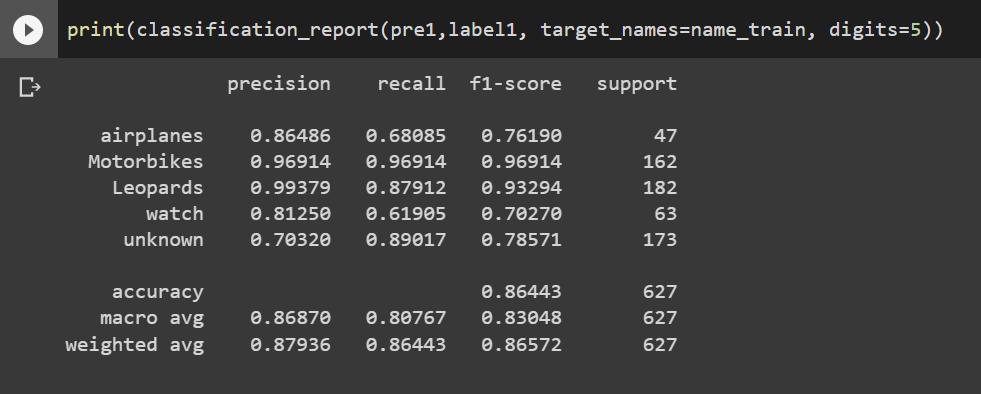 print(classification_report(pre1,label1, target_names=name_train, digits=5))
precision recall f1-score support
airplanes 0.86486 0.68085 0.76190 47
Motorbikes 0.96914 0.96914 0.96914 162
Leopards 0.99379 0.87912 0.93294 182
watch 0.81250 0.61905 0.70270 63
unknown 0.70320 0.89017 0.78571 173
accuracy 0.86443 627
macro avg 0.86870 0.80767 0.83048 627
weighted avg 0.87936 0.86443 0.86572 627